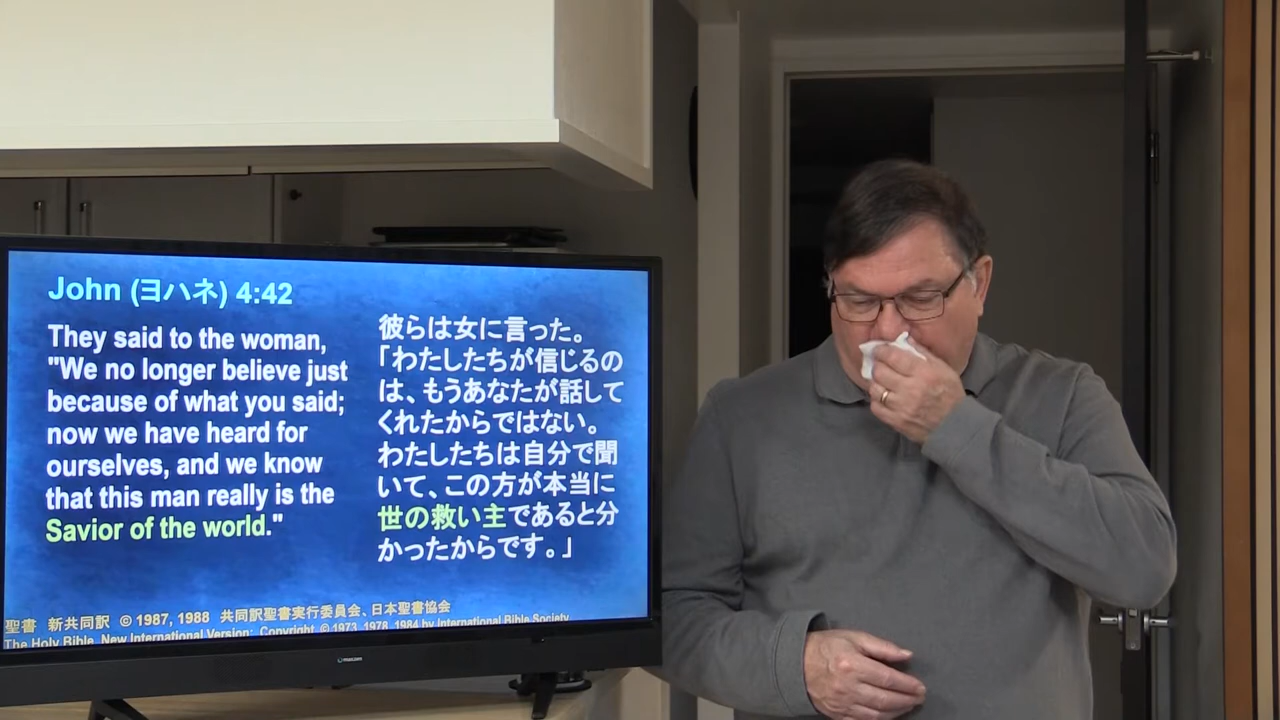 John (ヨハネ) 4:42
They said to the woman,
"We no longer believe just
because of what you said;
now we have heard for
ourselves, and we know
that this man really is the
Savior of the world."
彼らは女に言った。
「わたしたちが信じるの
は、もうあなたが話して
くれたからではない。
わたしたちは自分で聞
いて、この方が本当に
世の救い主であると分
かったからです。」
聖書 新共同訳 © 1987, 1988 共同訳聖書実行委員会、日本聖書協会
The Holy Bible, New International Version; Copyright © 1973, 1978, 1984 by International Bible Society